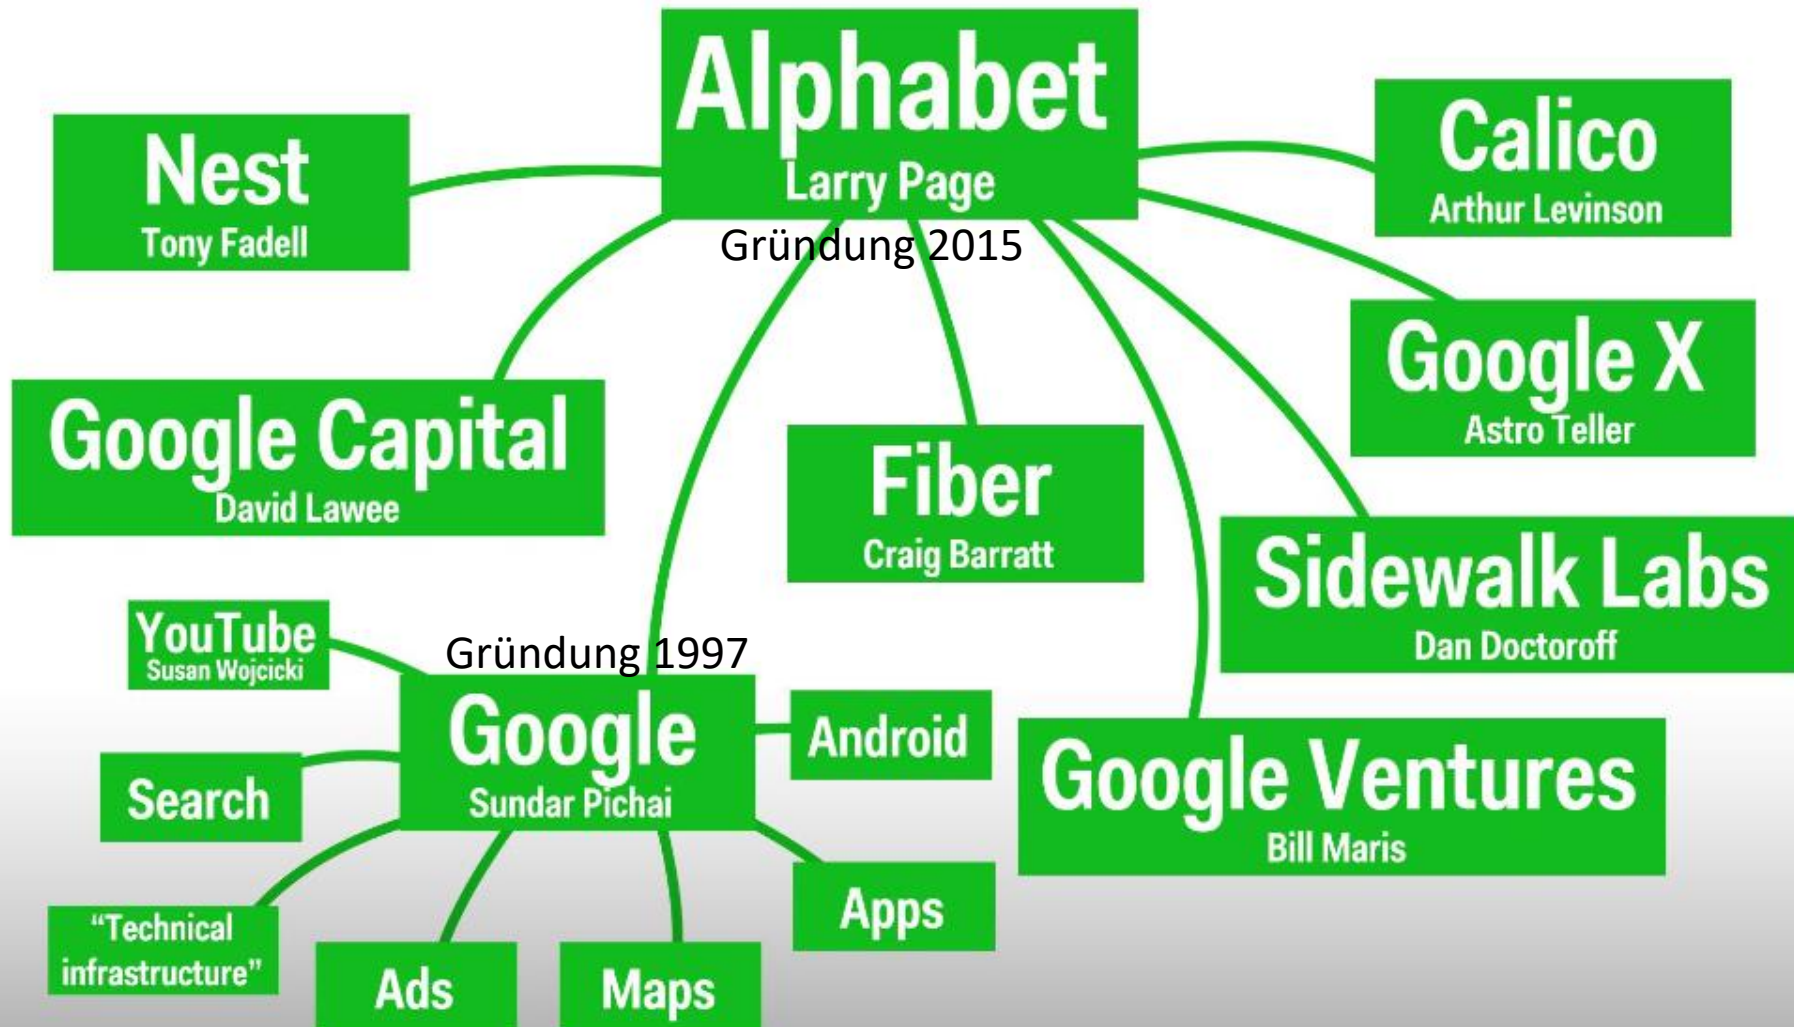 Alphabet
Larry Page
Gründung 2015
Nest
Tony Fadell
Calico
Arthur Levinson
Google X
Astro Teller
Google Capital
David Lawee
Fiber
Craig Barratt
Sidewalk Labs
Dan Doctoroff
Google Ventures
Bill Maris
Gründung 1997
Google
Sundar Pichai
YouTube
Susan Wojcicki
Search
“Technical
infrastructure”
Ads
Maps
Apps
Android